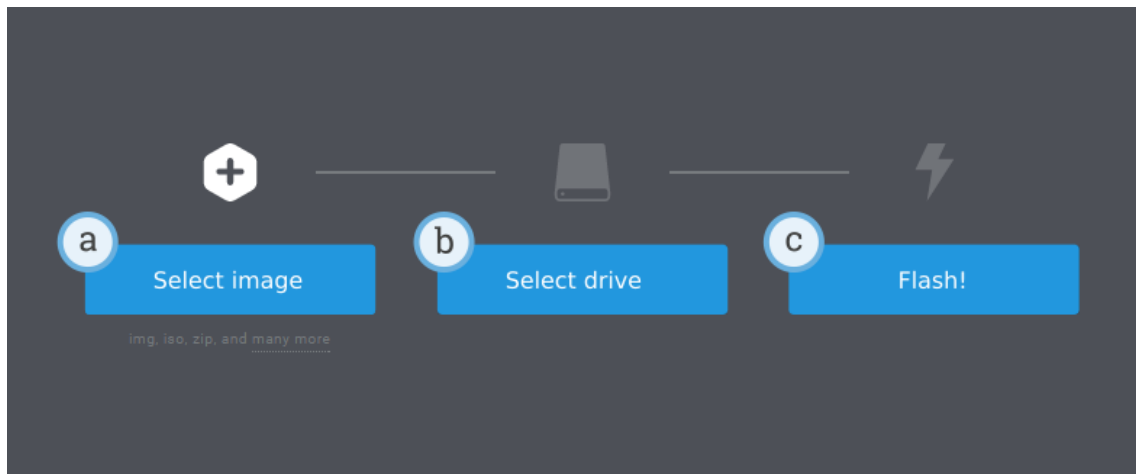 a
Select image
b
Select drive
c
Flash!
img, iso, zip, and many more